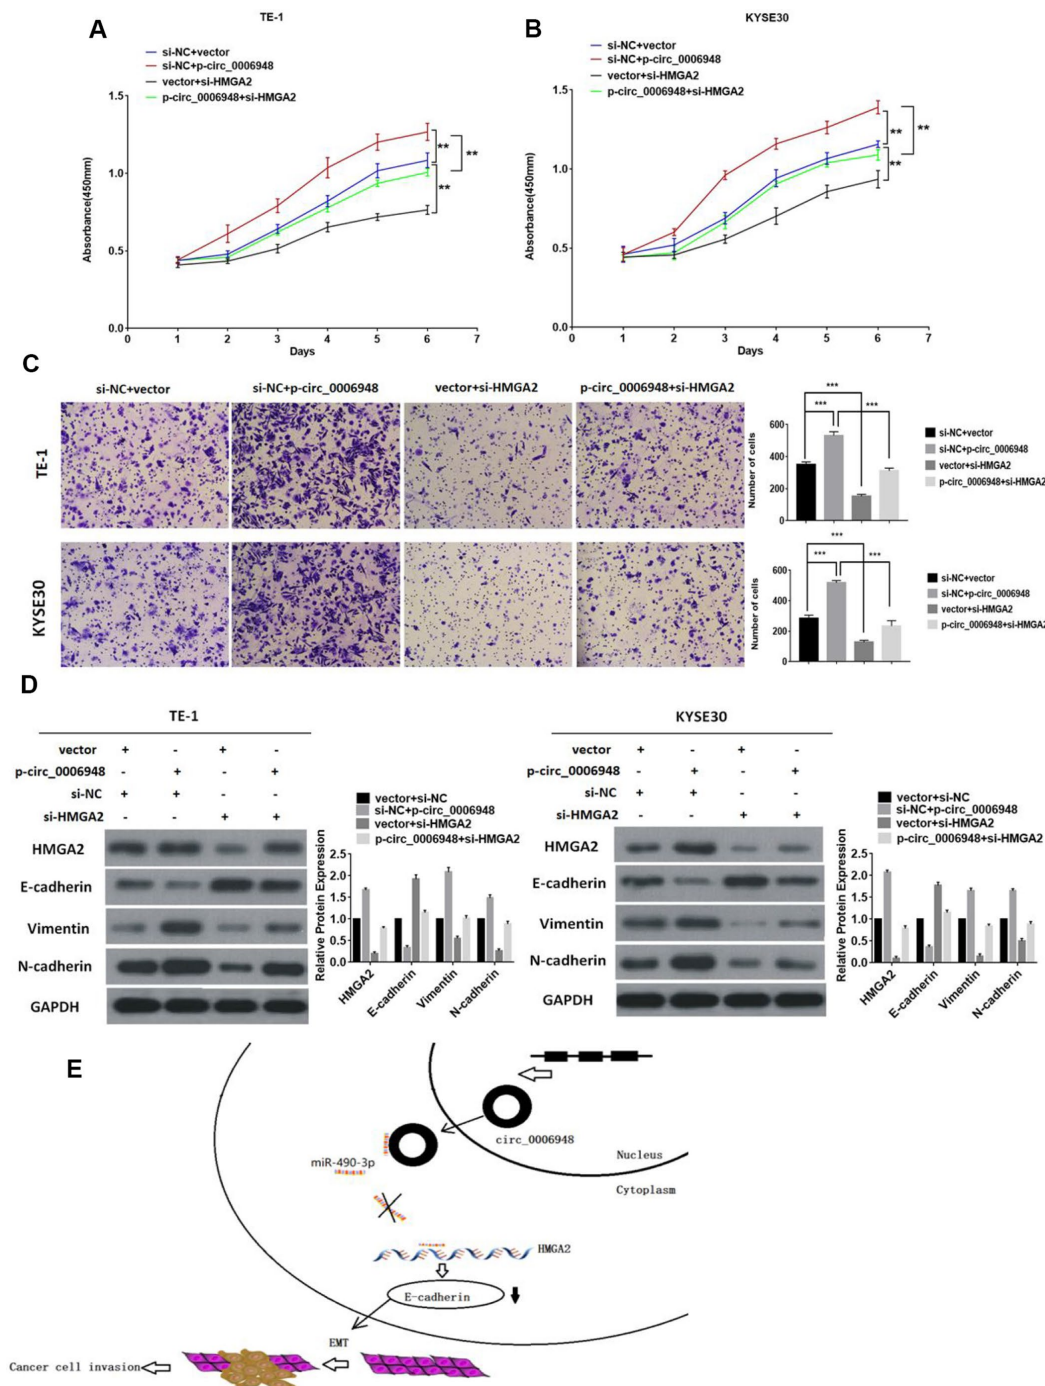 A
TE-1
si-NC+vector
si-NC+p-circ_0006948
vector+si-HMGA2
p-circ_0006948+si-HMGA2
Absorbance(450mm)
1.5
1.0
0.5
0.0
0 1 2 3 4 5 6 7
Days
**
**
**
B
KYSE30
si-NC+vector
si-NC+p-circ_0006948
vector+si-HMGA2
p-circ_0006948+si-HMGA2
Absorbance(450mm)
1.5
1.0
0.5
0.0
0 1 2 3 4 5 6 7
Days
**
**
**
C
si-NC+vector si-NC+p-circ_0006948 vector+si-HMGA2 p-circ_0006948+si-HMGA2
TE-1
***
*** ***
Number of cells
600
400
200
0
si-NC+vector
si-NC+p-circ_0006948
vector+si-HMGA2
p-circ_0006948+si-HMGA2
KYSE30
***
*** ***
Number of cells
600
400
200
0
si-NC+vector
si-NC+p-circ_0006948
vector+si-HMGA2
p-circ_0006948+si-HMGA2
D
TE-1
vector + - + -
p-circ_0006948 - + - +
si-NC + + - -
si-HMGA2 - - + +
HMGA2
E-cadherin
Vimentin
N-cadherin
GAPDH
vector+si-NC
si-NC+p-circ_0006948
vector+si-HMGA2
p-circ_0006948+si-HMGA2
Relative Protein Expression
2.5
2.0
1.5
1.0
0.5
0.0
HMGA2 E-cadherin Vimentin N-cadherin
KYSE30
vector + - + -
p-circ_0006948 - + - +
si-NC + + - -
si-HMGA2 - - + +
HMGA2
E-cadherin
Vimentin
N-cadherin
GAPDH
vector+si-NC
si-NC+p-circ_0006948
vector+si-HMGA2
p-circ_0006948+si-HMGA2
Relative Protein Expression
2.5
2.0
1.5
1.0
0.5
0.0
HMGA2 E-cadherin Vimentin N-cadherin
E
circ_0006948
Nucleus
miR-490-3p
Cytoplasm
HMGA2
E-cadherin
EMT
Cancer cell invasion